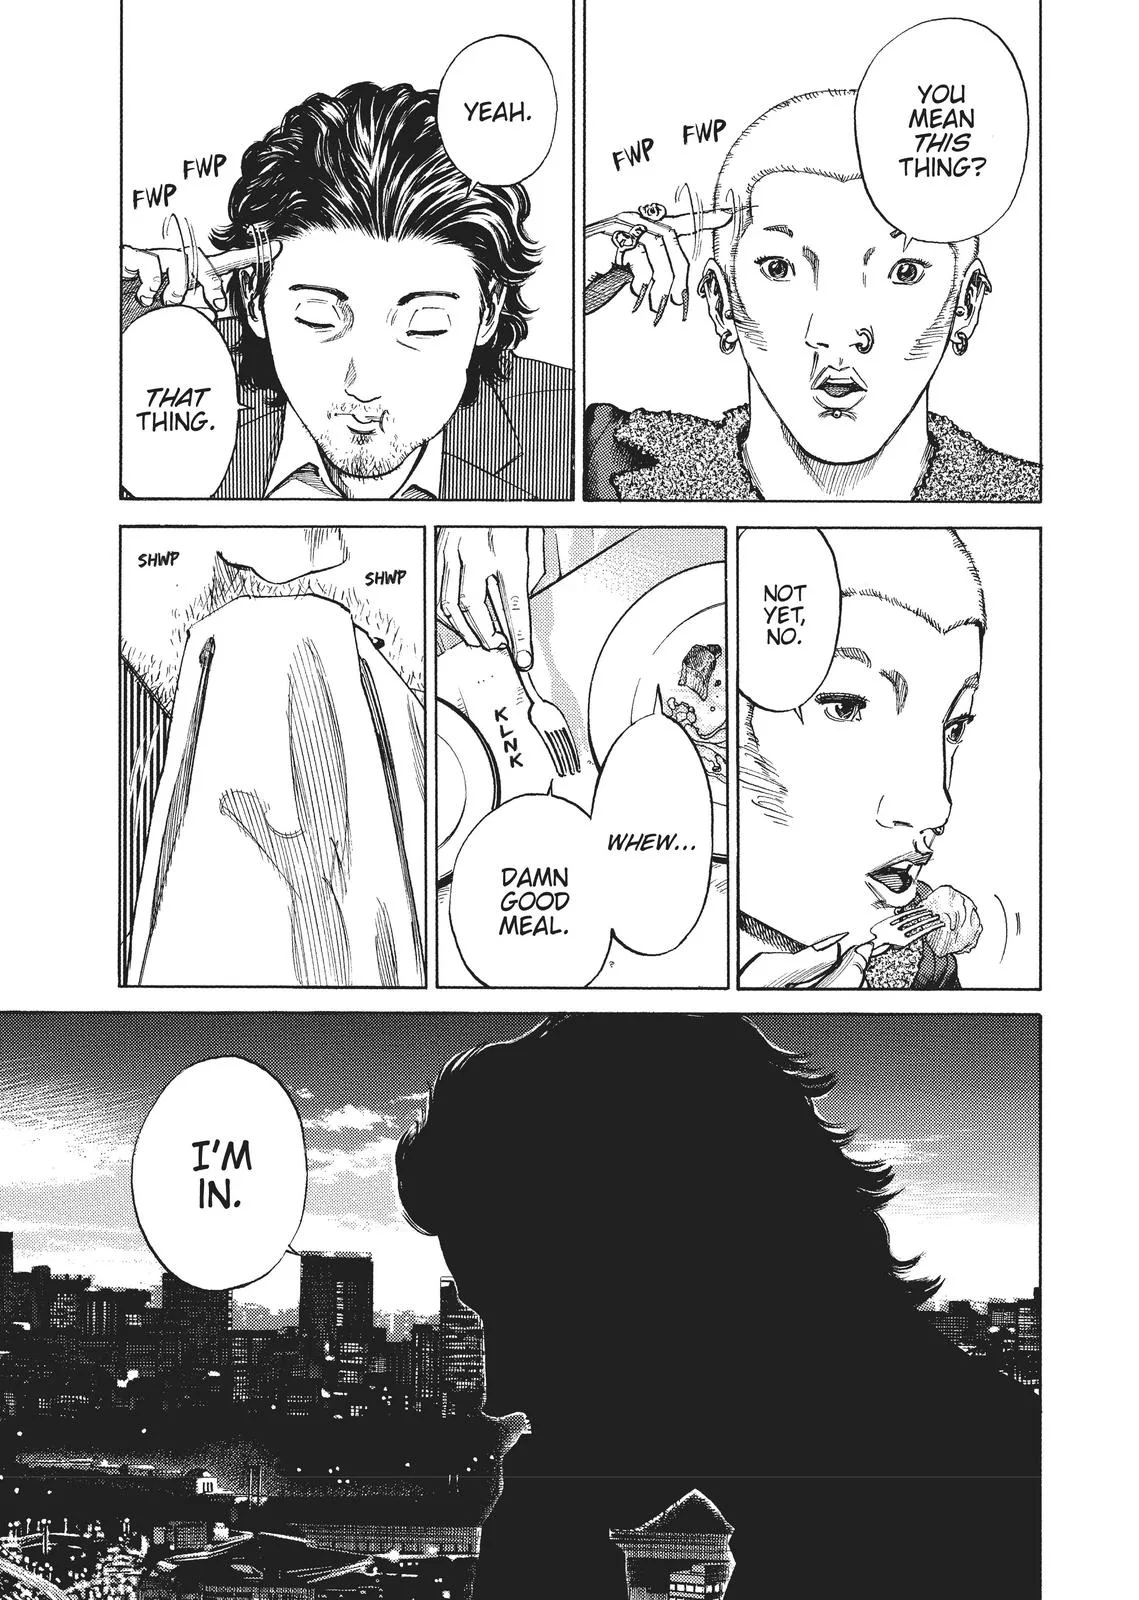 YOU
MEAN
THIS
THING?
FWP
FWP
YEAH.
FWP
FWP
THAT
THING.
NOT
YET,
NO.
WHEW...
DAMN
GOOD
MEAL.
KLNK
SHWP
SHWP
I'M
IN.